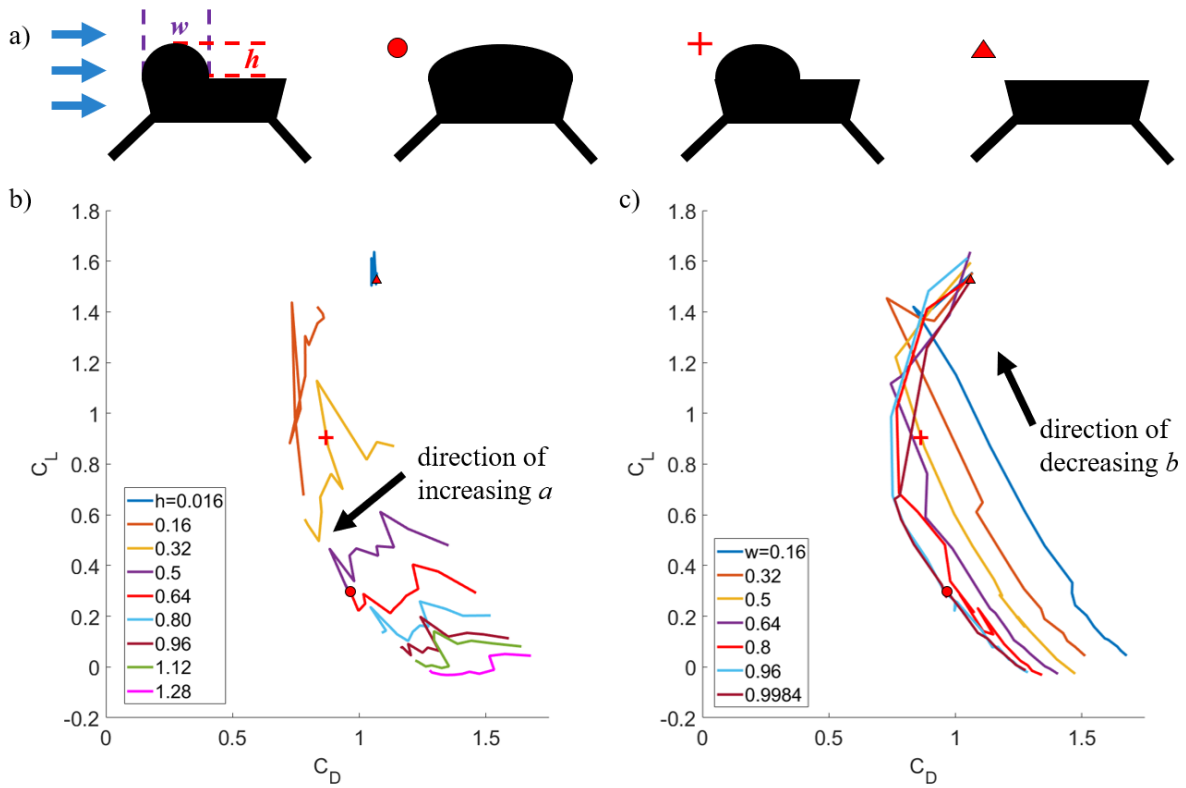 a)
w
h
b)
c)
1.8
1.6
1.4
1.2
1
0.8
0.6
0.4
0.2
0
-0.2
C_L
0
0.5
1
1.5
C_D
direction of
increasing a
h=0.016
0.16
0.32
0.5
0.64
0.80
0.96
1.12
1.28
1.8
1.6
1.4
1.2
1
0.8
0.6
0.4
0.2
0
-0.2
C_L
0
0.5
1
1.5
C_D
direction of
decreasing b
w=0.16
0.32
0.5
0.64
0.8
0.96
0.9984